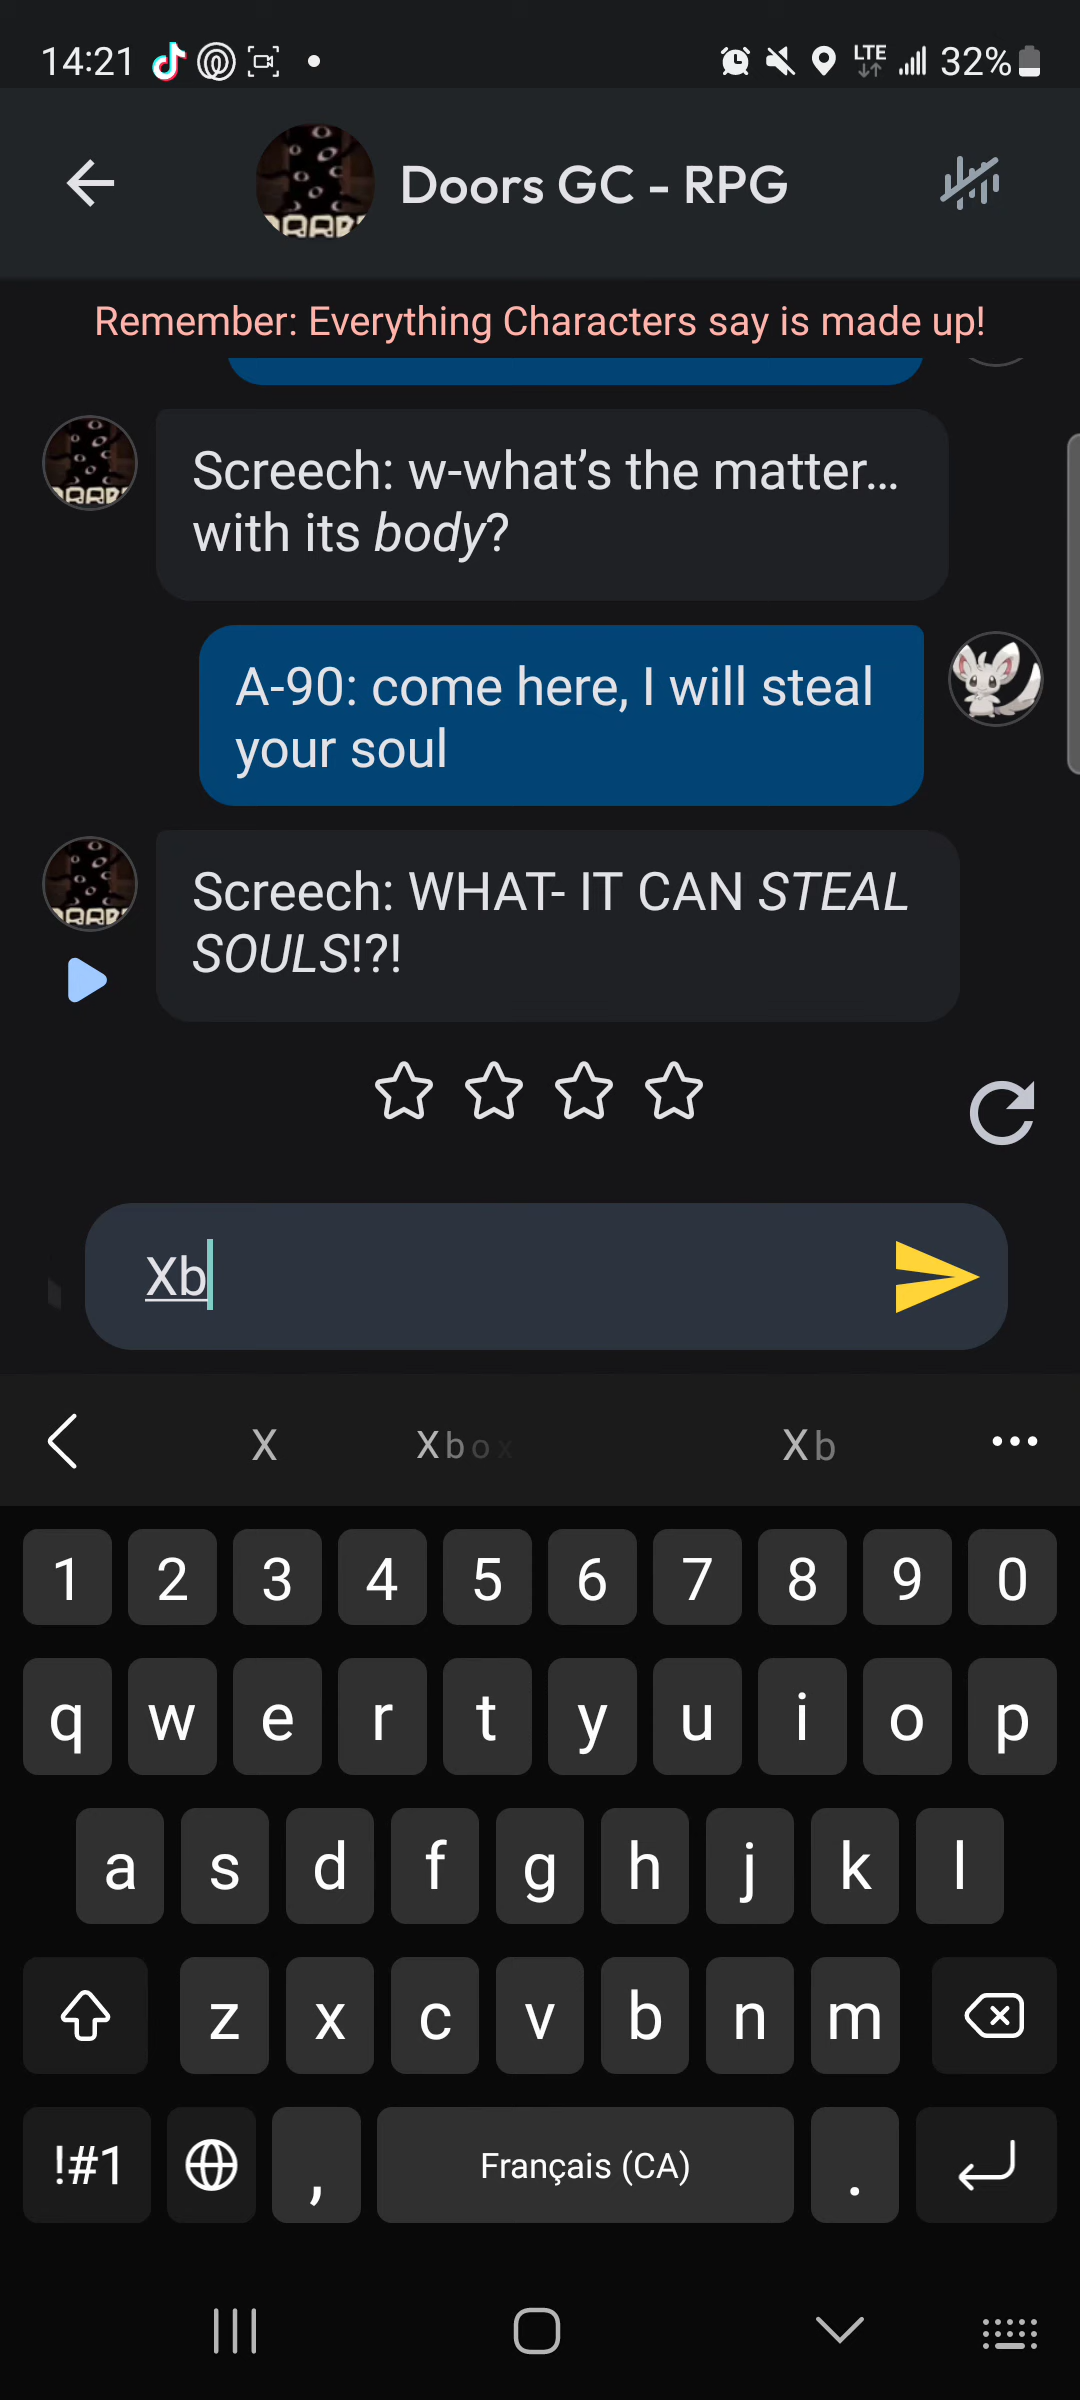 14:21 LTE 32%
Doors GC - RPG
Remember: Everything Characters say is made up!
Screech: w-what’s the matter...
with its body?
A-90: come here, I will steal
your soul
Screech: WHAT- IT CAN STEAL
SOULS!?!
Xb
X Xbox Xb
1 2 3 4 5 6 7 8 9 0
q w e r t y u i o p
a s d f g h j k l
z x c v b n m
!#1 , Français (CA) .